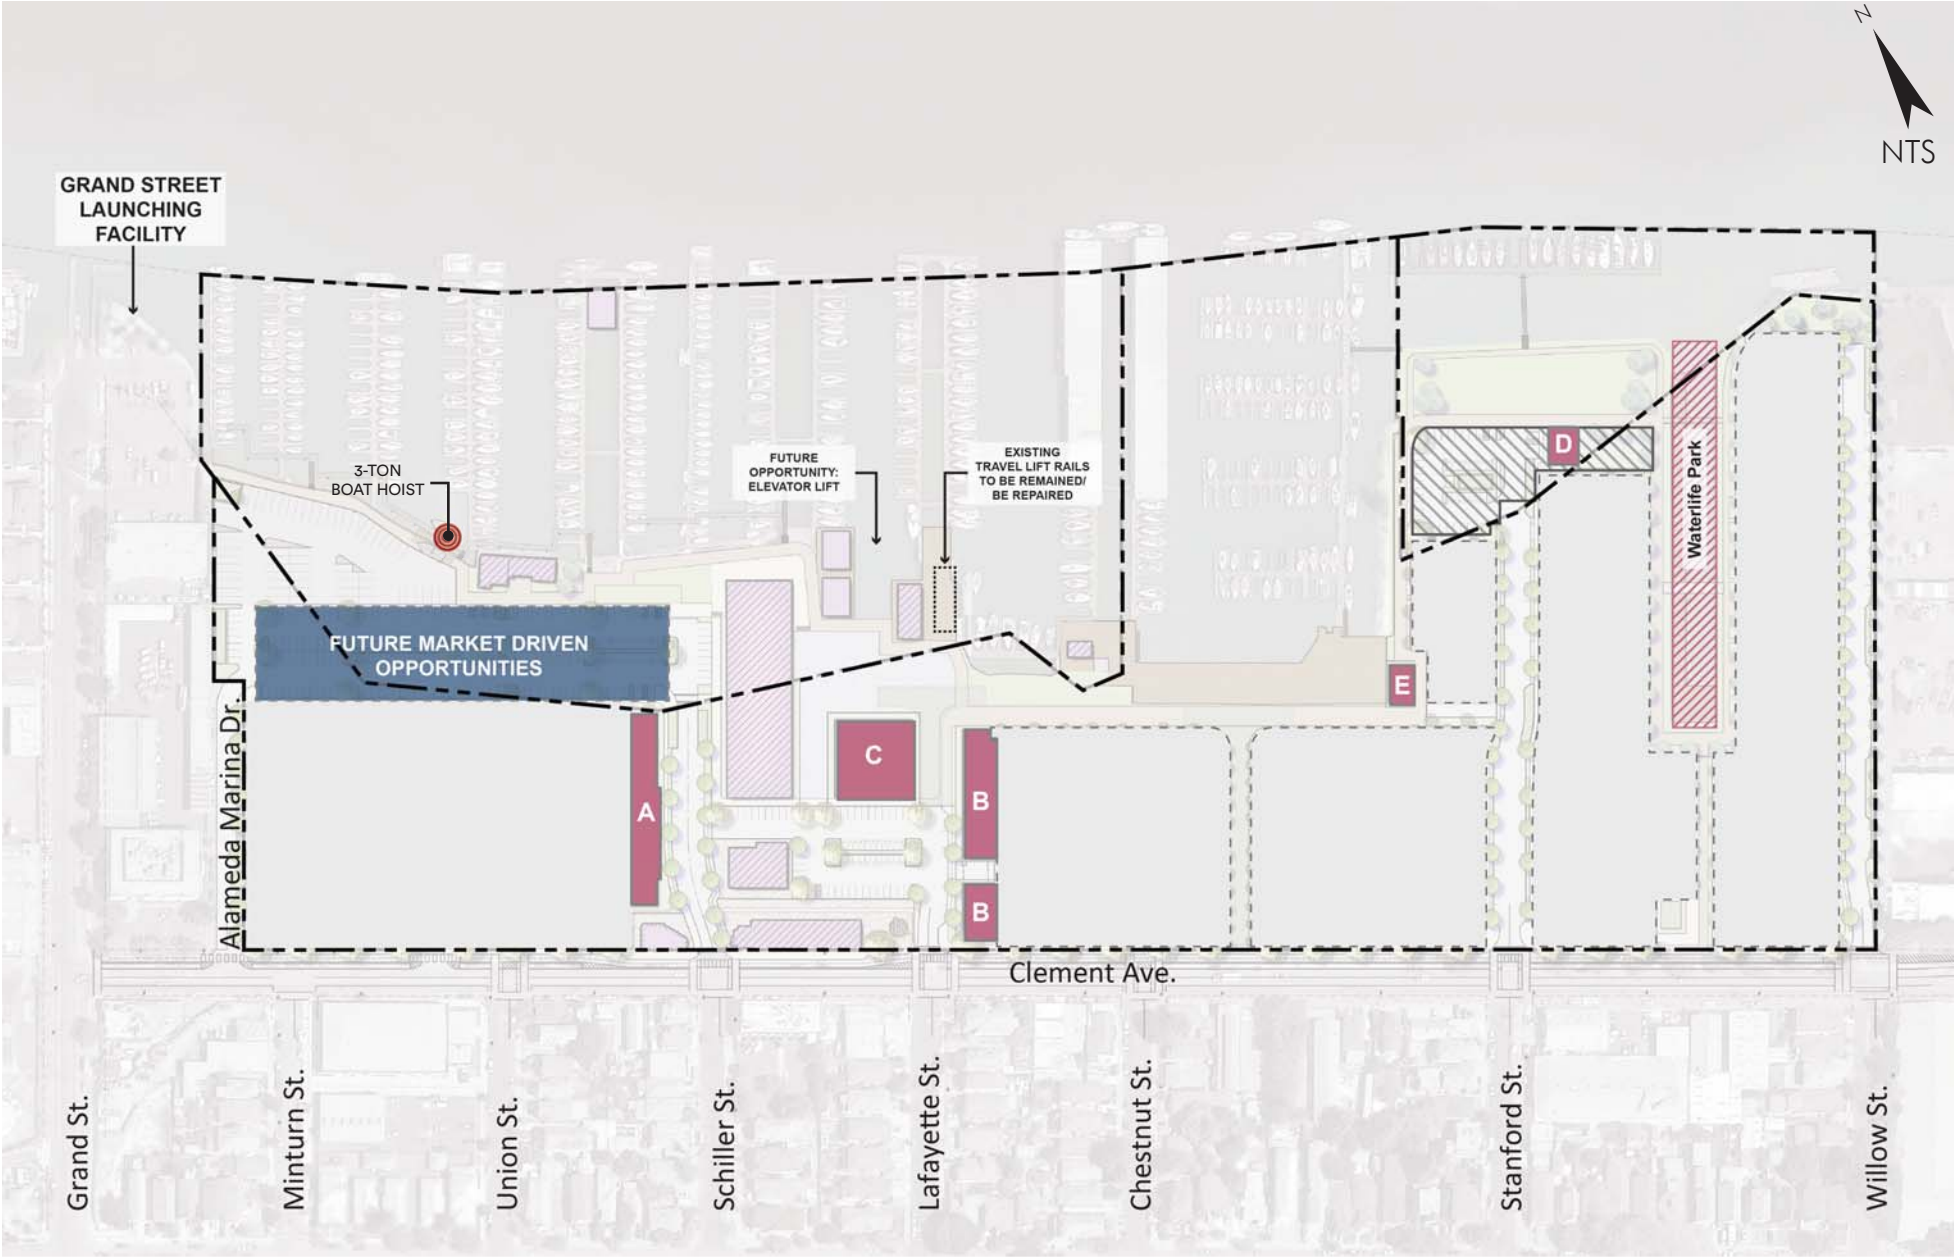 N
NTS
GRAND STREET
LAUNCHING
FACILITY
3-TON
BOAT HOIST
FUTURE
OPPORTUNITY:
ELEVATOR LIFT
EXISTING
TRAVEL LIFT RAILS
TO BE REMAINED/
BE REPAIRED
D
Waterlife Park
FUTURE MARKET DRIVEN
OPPORTUNITIES
E
Alameda Marina Dr.
A
C
B
B
Clement Ave.
Grand St.
Minturn St.
Union St.
Schiller St.
Lafayette St.
Chestnut St.
Stanford St.
Willow St.